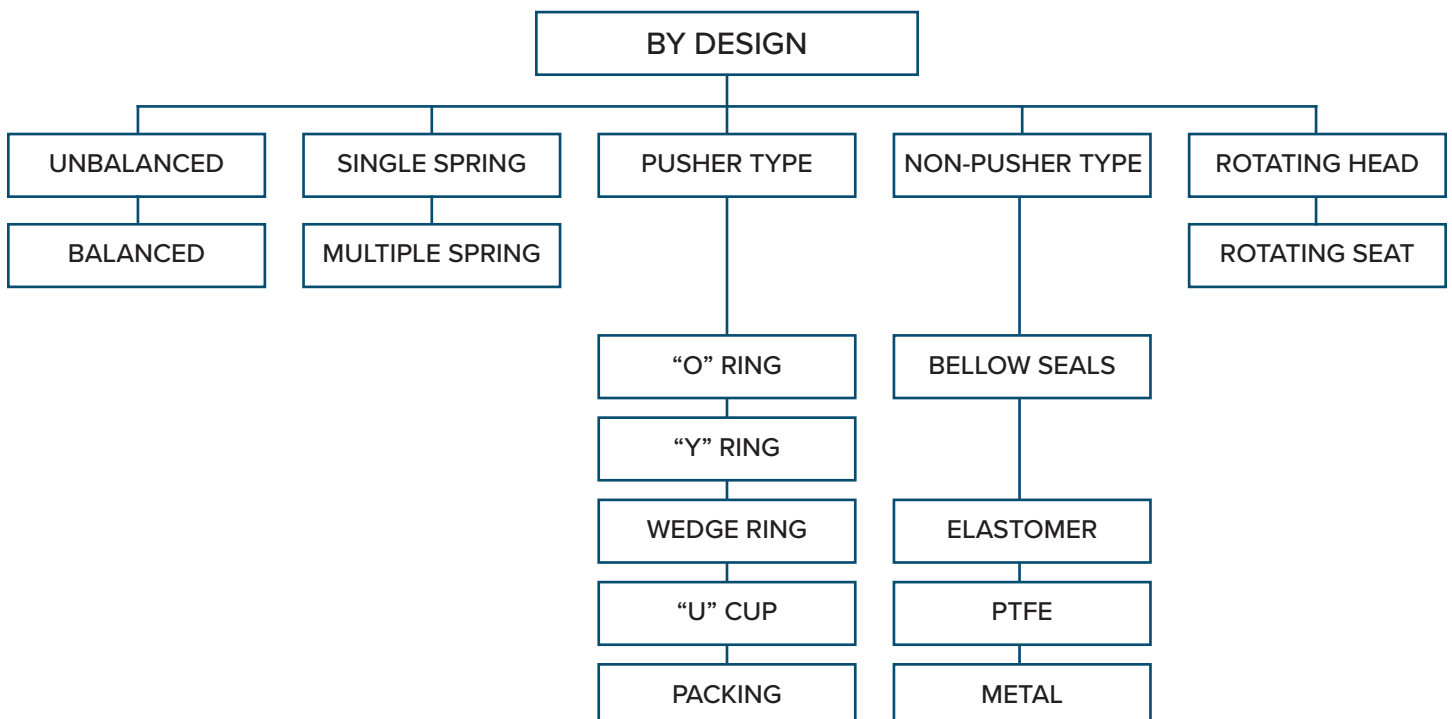 BY DESIGN
UNBALANCED
SINGLE SPRING
PUSHER TYPE
NON-PUSHER TYPE
ROTATING HEAD
BALANCED
MULTIPLE SPRING
ROTATING SEAT
“O” RING
BELLOW SEALS
“Y” RING
WEDGE RING
ELASTOMER
“U” CUP
PTFE
PACKING
METAL